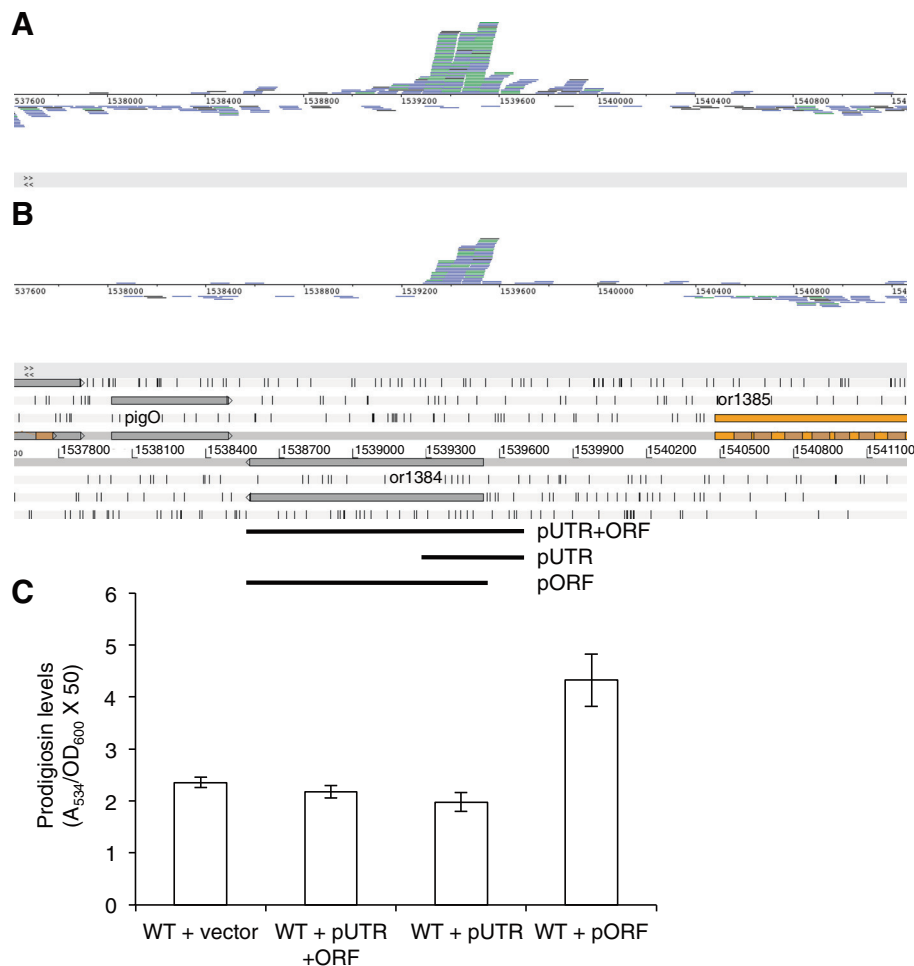 A
537600 1538000 1538400 1538800 1539200 1539600 1540000 1540400 1540800 154
>>
<<
B
537600 1538000 1538400 1538800 1539200 1539600 1540000 1540400 1540800 154
>>
<<
or1385
pigO
00 1537800 1538100 1538400 1538700 1539000 1539300 1539600 1539900 1540200 1540500 1540800 1541100
or1384
pUTR+ORF
pUTR
pORF
C
Prodigiosin levels
(A534/OD600 X 50)
6
5
4
3
2
1
0
WT + vector WT + pUTR WT + pUTR WT + pORF
+ORF